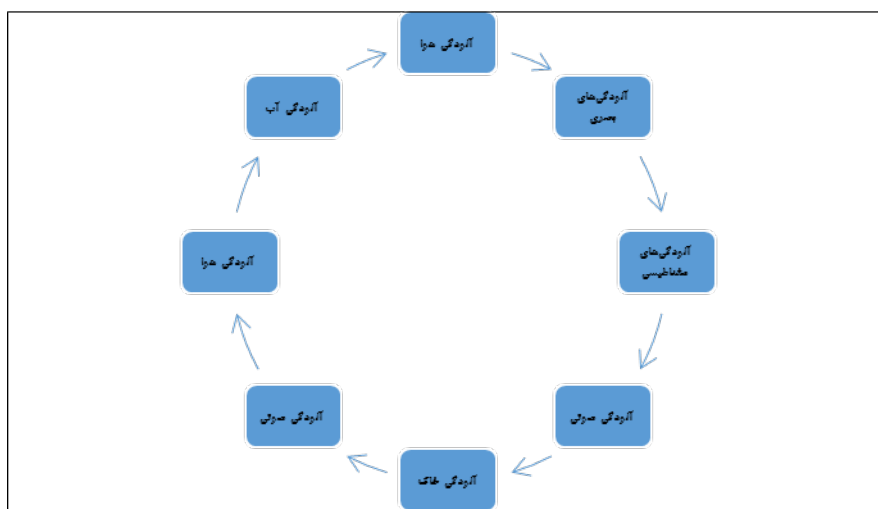 آلودگی هوا
آلودگی‌های
بصری
آلودگی‌های
مغناطیسی
آلودگی صوتی
آلودگی خاک
آلودگی صوتی
آلودگی هوا
آلودگی آب